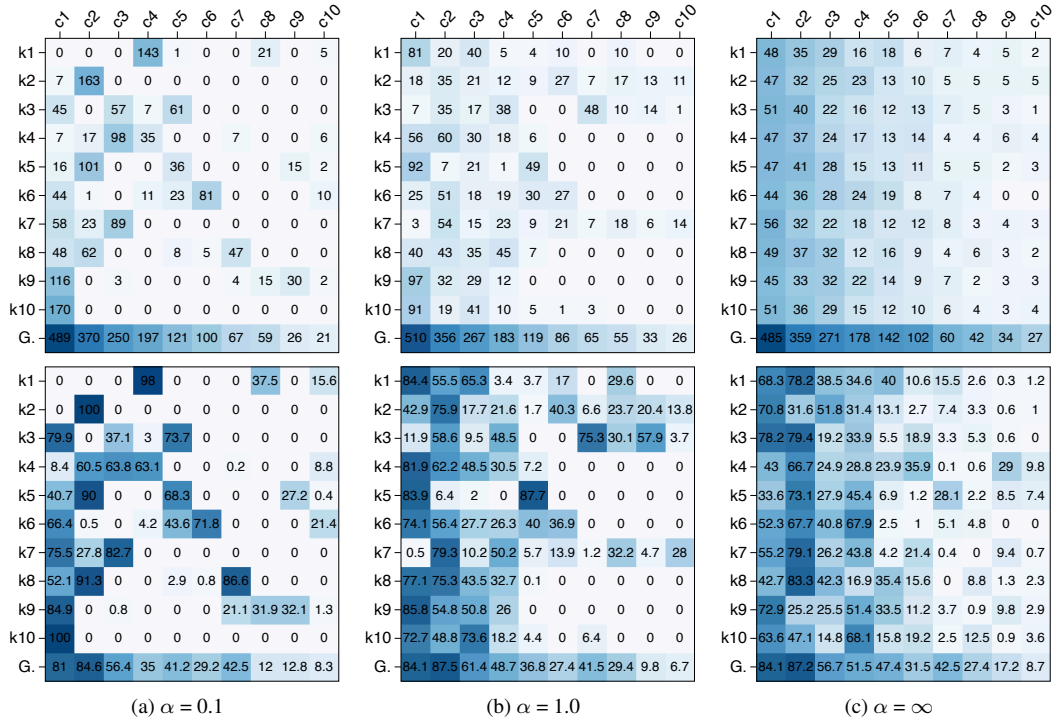 c1 c2 c3 c4 c5 c6 c7 c8 c9 c10 c1 c2 c3 c4 c5 c6 c7 c8 c9 c10 c1 c2 c3 c4 c5 c6 c7 c8 c9 c10
k1 0 0 0 143 1 0 0 21 0 5 k1 81 20 40 5 4 10 0 10 0 0 k1 48 35 29 16 18 6 7 4 5 2
k2 7 163 0 0 0 0 0 0 0 0 k2 18 35 21 12 9 27 7 17 13 11 k2 47 32 25 23 13 10 5 5 5 5
k3 45 0 57 7 61 0 0 0 0 0 k3 7 35 17 38 0 0 48 10 14 1 k3 51 40 22 16 12 13 7 5 3 1
k4 7 17 98 35 0 0 7 0 0 6 k4 56 60 30 18 6 0 0 0 0 0 k4 47 37 24 17 13 14 4 4 6 4
k5 16 101 0 0 36 0 0 0 15 2 k5 92 7 21 1 49 0 0 0 0 0 k5 47 41 28 15 13 11 5 5 2 3
k6 44 1 0 11 23 81 0 0 0 10 k6 25 51 18 19 30 27 0 0 0 0 k6 44 36 28 24 19 8 7 4 0 0
k7 58 23 89 0 0 0 0 0 0 0 k7 3 54 15 23 9 21 7 18 6 14 k7 56 32 22 18 12 12 8 3 4 3
k8 48 62 0 0 8 5 47 0 0 0 k8 40 43 35 45 7 0 0 0 0 0 k8 49 37 32 12 16 9 4 6 3 2
k9 116 0 3 0 0 0 4 15 30 2 k9 97 32 29 12 0 0 0 0 0 0 k9 45 33 32 22 14 9 7 2 3 3
k10 170 0 0 0 0 0 0 0 0 0 k10 91 19 41 10 5 1 3 0 0 0 k10 51 36 29 15 12 10 6 4 3 4
G. 489 370 250 197 121 100 67 59 26 21 G. 510 356 267 183 119 86 65 55 33 26 G. 485 359 271 178 142 102 60 42 34 27
k1 0 0 0 98 0 0 0 37.5 0 15.6 k1 84.4 55.5 65.3 3.4 3.7 17 0 29.6 0 0 k1 68.3 78.2 38.5 34.6 40 10.6 15.5 2.6 0.3 1.2
k2 0 100 0 0 0 0 0 0 0 0 k2 42.9 75.9 17.7 21.6 1.7 40.3 6.6 23.7 20.4 13.8 k2 70.8 31.6 51.8 31.4 13.1 2.7 7.4 3.3 0.6 1
k3 79.9 0 37.1 3 73.7 0 0 0 0 0 k3 11.9 58.6 9.5 48.5 0 0 75.3 30.1 57.9 3.7 k3 78.2 79.4 19.2 33.9 5.5 18.9 3.3 5.3 0.6 0
k4 8.4 60.5 63.8 63.1 0 0 0.2 0 0 8.8 k4 81.9 62.2 48.5 30.5 7.2 0 0 0 0 0 k4 43 66.7 24.9 28.8 23.9 35.9 0.1 0.6 29 9.8
k5 40.7 90 0 0 68.3 0 0 0 27.2 0.4 k5 83.9 6.4 2 0 87.7 0 0 0 0 0 k5 33.6 73.1 27.9 45.4 6.9 1.2 28.1 2.2 8.5 7.4
k6 66.4 0.5 0 4.2 43.6 71.8 0 0 0 21.4 k6 74.1 56.4 27.7 26.3 40 36.9 0 0 0 0 k6 52.3 67.7 40.8 67.9 2.5 1 5.1 4.8 0 0
k7 75.5 27.8 82.7 0 0 0 0 0 0 0 k7 0.5 79.3 10.2 50.2 5.7 13.9 1.2 32.2 4.7 28 k7 55.2 79.1 26.2 43.8 4.2 21.4 0.4 0 9.4 0.7
k8 52.1 91.3 0 0 2.9 0.8 86.6 0 0 0 k8 77.1 75.3 43.5 32.7 0.1 0 0 0 0 0 k8 42.7 83.3 42.3 16.9 35.4 15.6 0 8.8 1.3 2.3
k9 84.9 0 0.8 0 0 0 21.1 31.9 32.1 1.3 k9 85.8 54.8 50.8 26 0 0 0 0 0 0 k9 72.9 25.2 25.5 51.4 33.5 11.2 3.7 0.9 9.8 2.9
k10 100 0 0 0 0 0 0 0 0 0 k10 72.7 48.8 73.6 18.2 4.4 0 6.4 0 0 0 k10 63.6 47.1 14.8 68.1 15.8 19.2 2.5 12.5 0.9 3.6
G. 81 84.6 56.4 35 41.2 29.2 42.5 12 12.8 8.3 G. 84.1 87.5 61.4 48.7 36.8 27.4 41.5 29.4 9.8 6.7 G. 84.1 87.2 56.7 51.5 47.4 31.5 42.5 27.4 17.2 8.7
(a) α = 0.1 (b) α = 1.0 (c) α = ∞